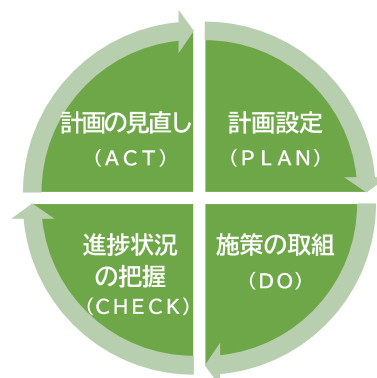 計画の見直し
（ＡＣＴ）
計画設定
（ＰＬＡＮ）
進捗状況
の把握
（ＣＨＥＣＫ）
施策の取組
（ＤＯ）